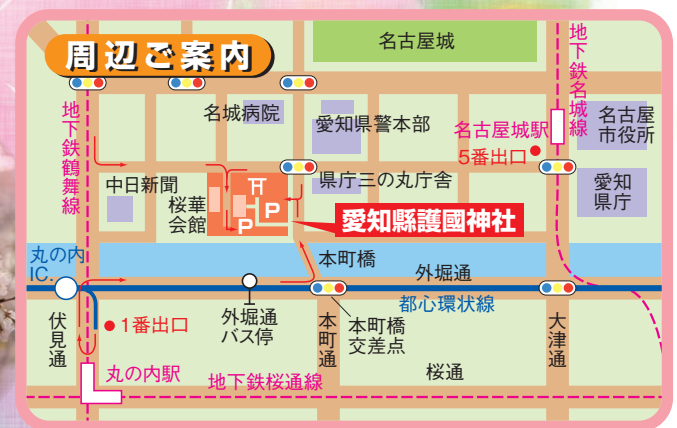 周辺ご案内
名古屋城
地下鉄名城線
地下鉄鶴舞線
名城病院
愛知県警本部
名古屋城駅
5番出口
名古屋
市役所
中日新聞
桜華
会館
P
P
県庁三の丸庁舎
愛知
県庁
愛知縣護國神社
丸の内
IC.
本町橋
外堀通
都心環状線
伏見通
1番出口
外堀通
バス停
本町通
本町橋
交差点
大津通
丸の内駅
地下鉄桜通線
桜通